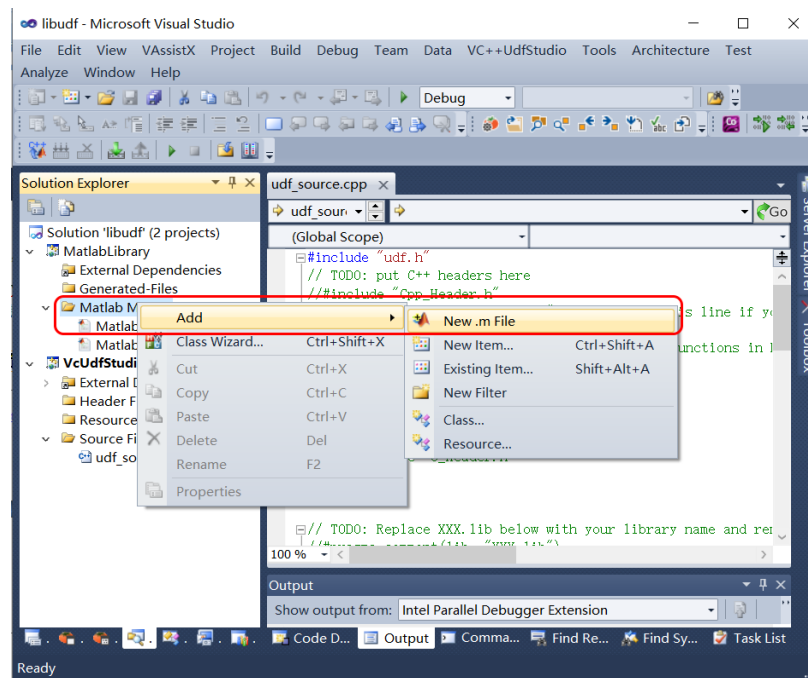 libudf - Microsoft Visual Studio
File Edit View VAssistX Project Build Debug Team Data VC++UdfStudio Tools Architecture Test
Analyze Window Help
Debug
Solution Explorer
udf_source.cpp
udf_sour
Go
Solution 'libudf' (2 projects)
(Global Scope)
MatlabLibrary
External Dependencies
Generated-Files
Matlab M
Matlab
Matlab
VcUdfStudi
External D
Header F
Resource
Source Fi
udf_so
#include "udf.h"
// TODO: put C++ headers here
//#include "Cpp_Header.h"
s line if yo
unctions in
Add
Class Wizard... Ctrl+Shift+X
Cut Ctrl+X
Copy Ctrl+C
Paste Ctrl+V
Delete Del
Rename F2
Properties
New .m File
New Item... Ctrl+Shift+A
Existing Item... Shift+Alt+A
New Filter
Class...
Resource...
// TODO: Replace XXX.lib below with your library name and rem
100 %
Output
Show output from: Intel Parallel Debugger Extension
Code D... Output Comma... Find Re... Find Sy... Task List
Ready
Server Explorer
Toolbox